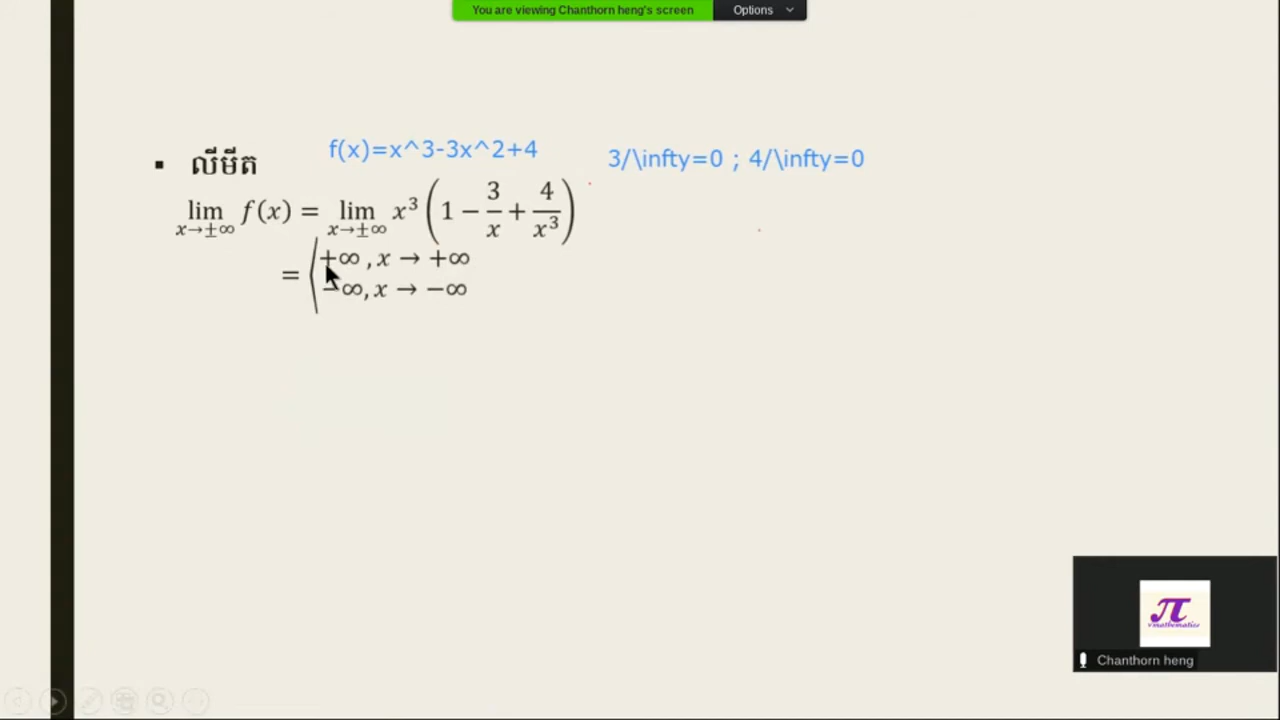 You are viewing Chanthorn heng's screen Options
f(x)=x^3-3x^2+4
3/\infty=0 ; 4/\infty=0
▪ លីមីត
lim x→±∞ f(x) = lim x→±∞ x³ (1 − 3/x + 4/x³)
= ⟨ +∞ , x → +∞
−∞, x → −∞
π
mathematics
Chanthorn heng